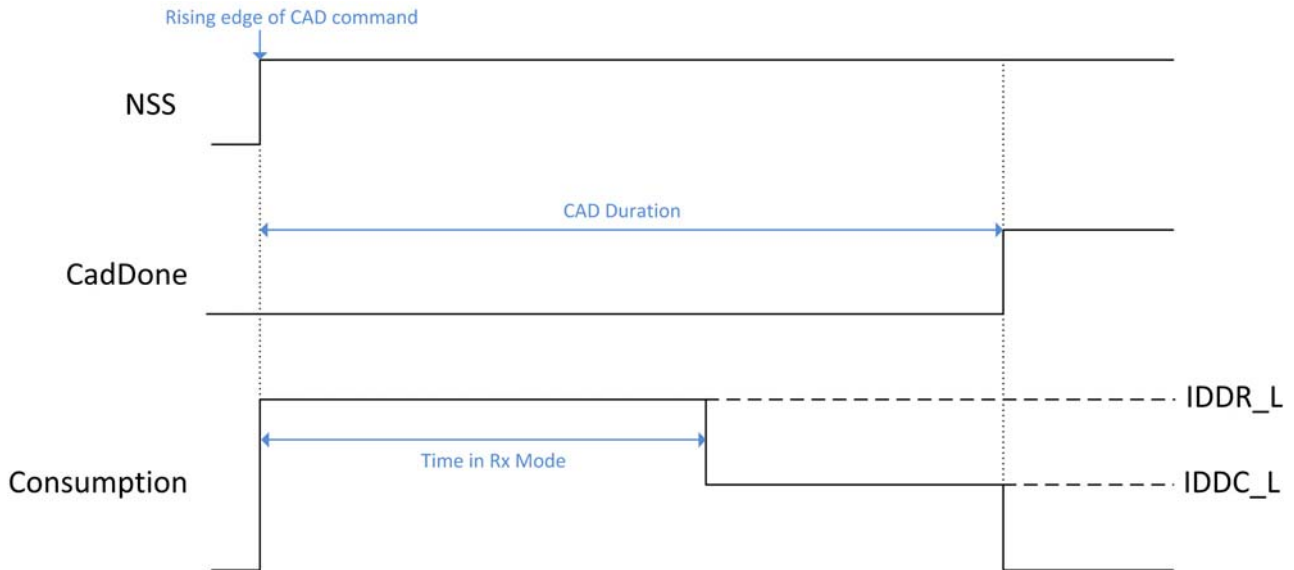 Rising edge of CAD command
NSS
CAD Duration
CadDone
IDDR_L
Time in Rx Mode
Consumption
IDDC_L